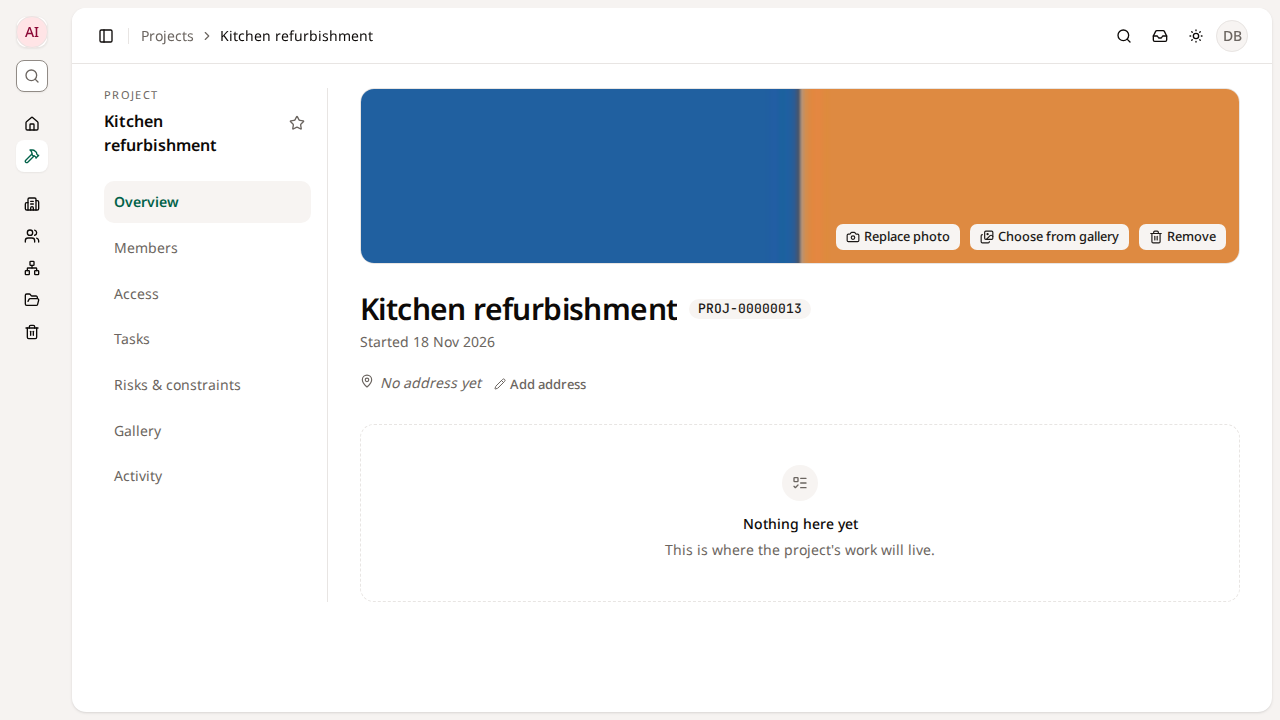 AI
Projects
Kitchen refurbishment
DB
PROJECT
Kitchen
refurbishment
Overview
Members
Access
Tasks
Risks & constraints
Gallery
Activity
Replace photo
Choose from gallery
Remove
Kitchen refurbishment
PROJ-00000013
Started 18 Nov 2026
No address yet
Add address
Nothing here yet
This is where the project's work will live.